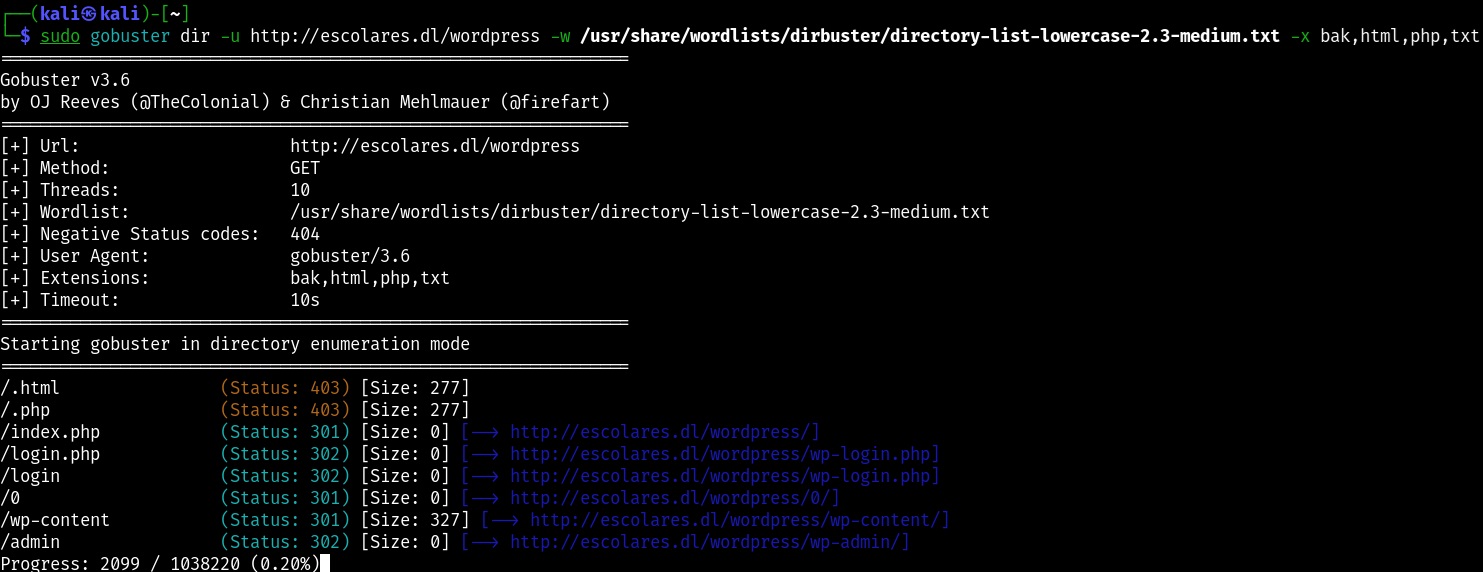 ┌──(kali㉿kali)-[~]
└─$ sudo gobuster dir -u http://escolares.dl/wordpress -w /usr/share/wordlists/dirbuster/directory-list-lowercase-2.3-medium.txt -x bak,html,php,txt
===============================================================
Gobuster v3.6
by OJ Reeves (@TheColonial) & Christian Mehlmauer (@firefart)
===============================================================
[+] Url:                     http://escolares.dl/wordpress
[+] Method:                  GET
[+] Threads:                 10
[+] Wordlist:                /usr/share/wordlists/dirbuster/directory-list-lowercase-2.3-medium.txt
[+] Negative Status codes:   404
[+] User Agent:              gobuster/3.6
[+] Extensions:              bak,html,php,txt
[+] Timeout:                 10s
===============================================================
Starting gobuster in directory enumeration mode
===============================================================
/.html                (Status: 403) [Size: 277]
/.php                 (Status: 403) [Size: 277]
/index.php            (Status: 301) [Size: 0] [--> http://escolares.dl/wordpress/]
/login.php            (Status: 302) [Size: 0] [--> http://escolares.dl/wordpress/wp-login.php]
/login                (Status: 302) [Size: 0] [--> http://escolares.dl/wordpress/wp-login.php]
/0                    (Status: 301) [Size: 0] [--> http://escolares.dl/wordpress/0/]
/wp-content           (Status: 301) [Size: 327] [--> http://escolares.dl/wordpress/wp-content/]
/admin                (Status: 302) [Size: 0] [--> http://escolares.dl/wordpress/wp-admin/]
Progress: 2099 / 1038220 (0.20%)